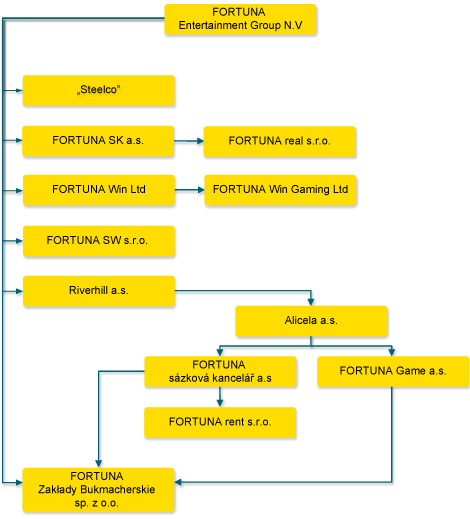 FORTUNA
Entertainment Group N.V
„Steelco”
FORTUNA SK a.s.
FORTUNA real s.r.o.
FORTUNA Win Ltd
FORTUNA Win Gaming Ltd
FORTUNA SW s.r.o.
Riverhill a.s.
Alicela a.s.
FORTUNA
sázková kancelář a.s
FORTUNA Game a.s.
FORTUNA rent s.r.o.
FORTUNA
Zakłady Bukmacherskie
sp. z o.o.